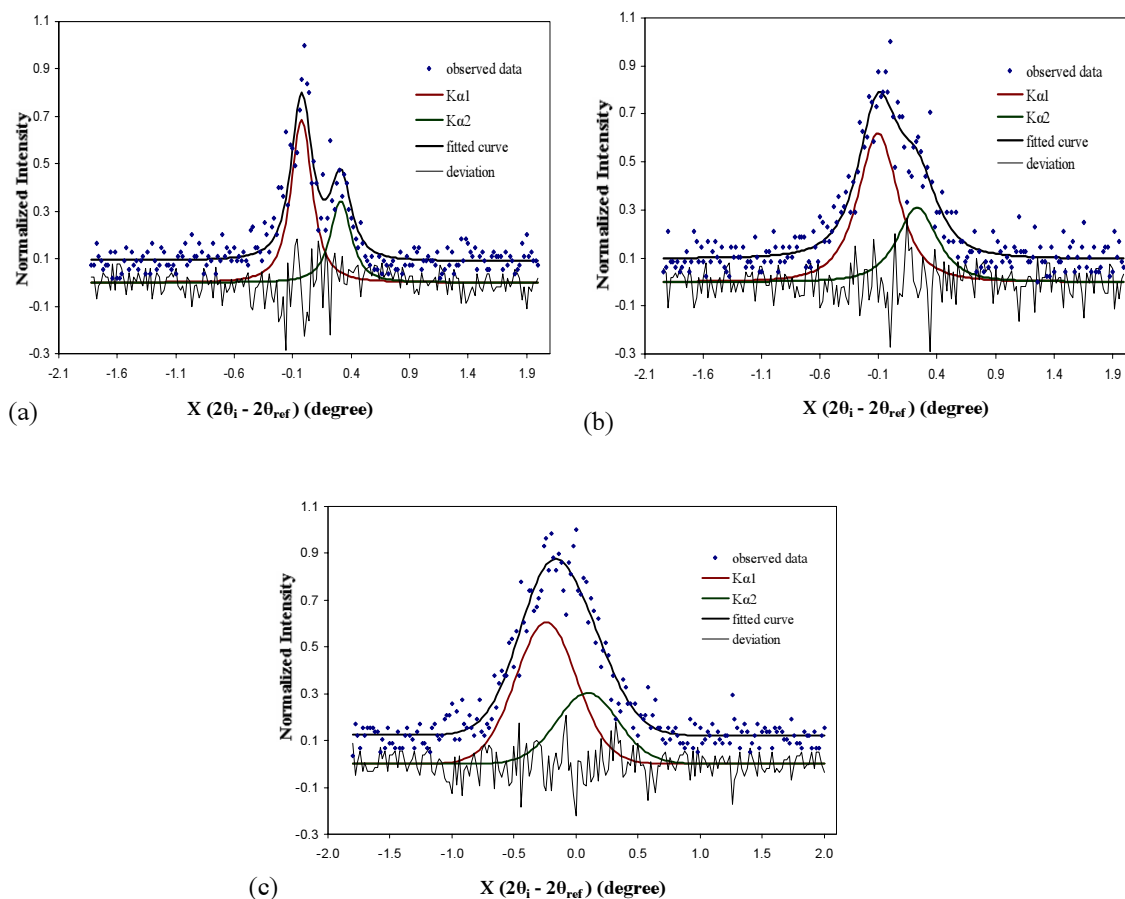 1.1
0.9
0.7
0.5
0.3
0.1
-0.1
-0.3
Normalized Intensity
observed data
Kα1
Kα2
fitted curve
deviation
-2.1 -1.6 -1.1 -0.6 -0.1 0.4 0.9 1.4 1.9
X (2θi - 2θref) (degree)
(a)
1.1
0.9
0.7
0.5
0.3
0.1
-0.1
-0.3
Normalized Intensity
observed data
Kα1
Kα2
fitted curve
deviation
-2.1 -1.6 -1.1 -0.6 -0.1 0.4 0.9 1.4 1.9
X (2θi - 2θref) (degree)
(b)
1.1
0.9
0.7
0.5
0.3
0.1
-0.1
-0.3
Normalized Intensity
observed data
Kα1
Kα2
fitted curve
deviation
-2.0 -1.5 -1.0 -0.5 0.0 0.5 1.0 1.5 2.0
X (2θi - 2θref) (degree)
(c)